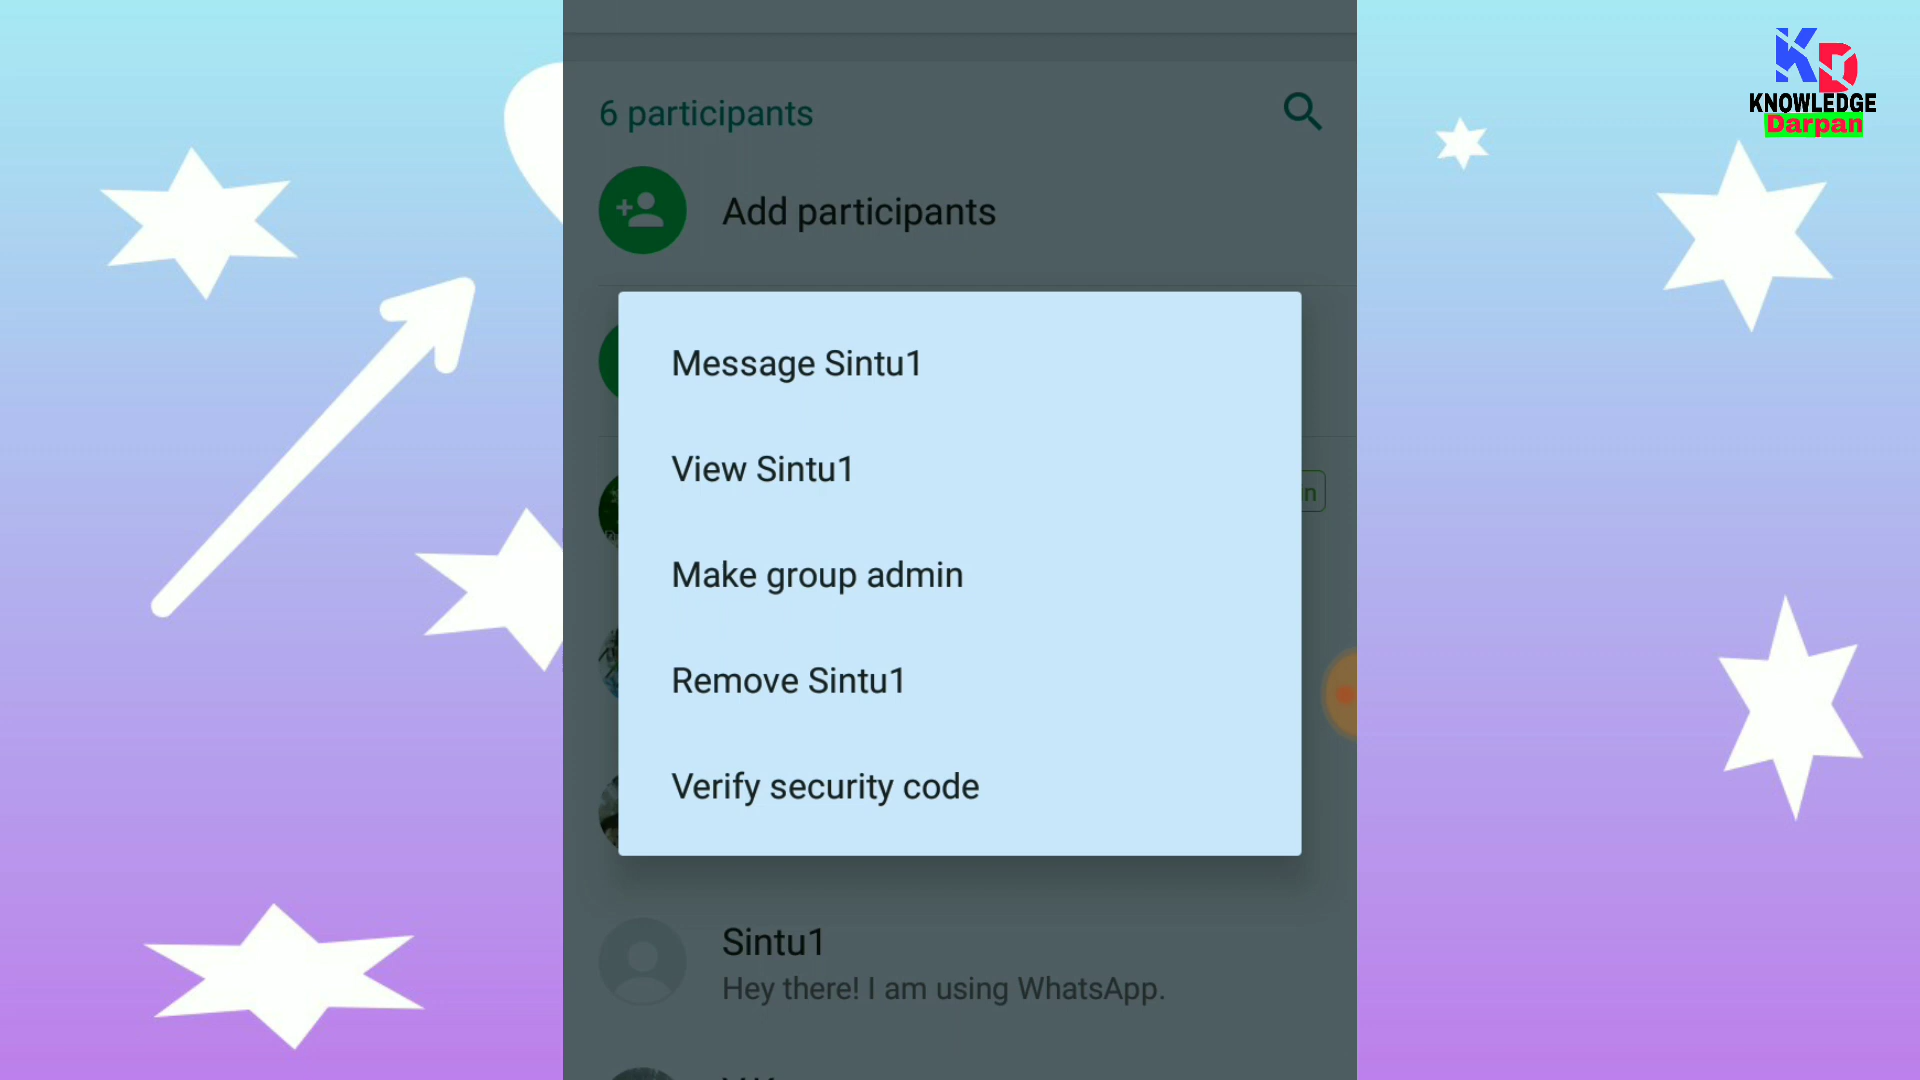 KNOWLEDGE
Darpan
6 participants
Add participants
Message Sintu1
View Sintu1
Make group admin
Remove Sintu1
Verify security code
Sintu1
Hey there! I am using WhatsApp.